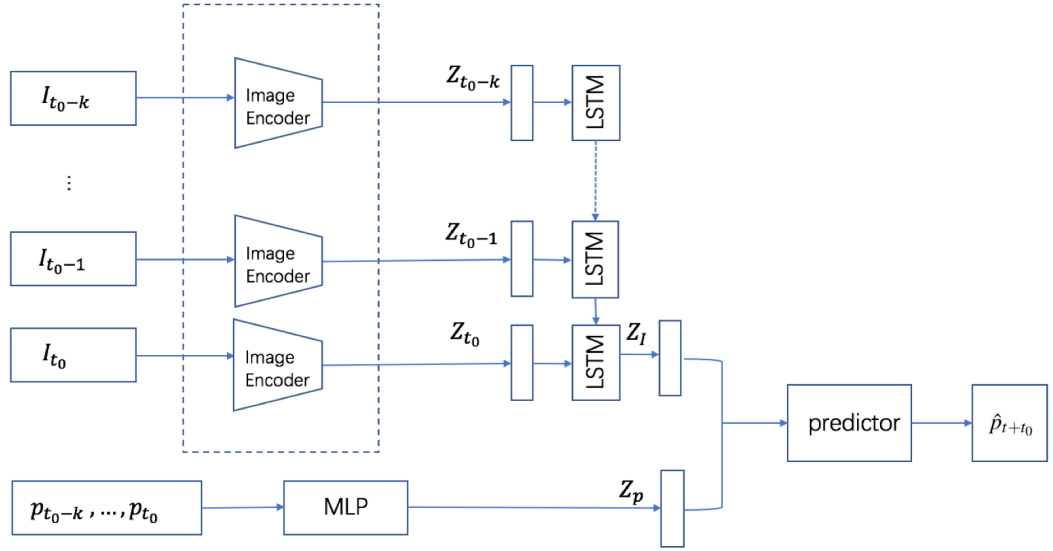 I_{t_0-k}
Image
Encoder
Z_{t_0-k}
LSTM
⋮
I_{t_0-1}
Image
Encoder
Z_{t_0-1}
LSTM
I_{t_0}
Image
Encoder
Z_{t_0}
LSTM
Z_I
predictor
p̂_{t+t_0}
p_{t_0-k} , ... , p_{t_0}
MLP
Z_p